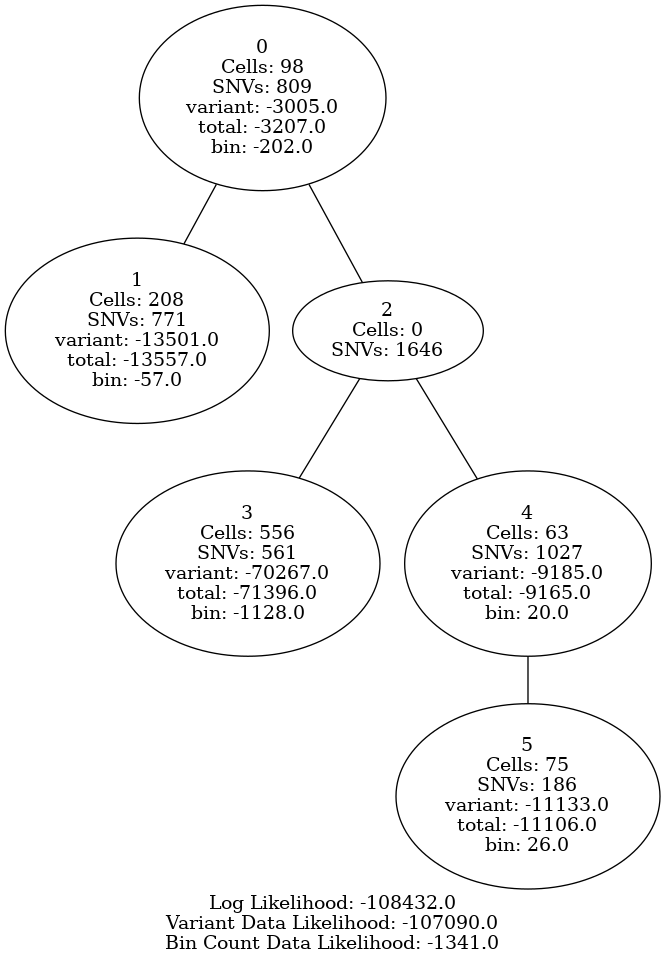 0
Cells: 98
SNVs: 809
variant: -3005.0
total: -3207.0
bin: -202.0
1
Cells: 208
SNVs: 771
variant: -13501.0
total: -13557.0
bin: -57.0
2
Cells: 0
SNVs: 1646
3
Cells: 556
SNVs: 561
variant: -70267.0
total: -71396.0
bin: -1128.0
4
Cells: 63
SNVs: 1027
variant: -9185.0
total: -9165.0
bin: 20.0
5
Cells: 75
SNVs: 186
variant: -11133.0
total: -11106.0
bin: 26.0
Log Likelihood: -108432.0
Variant Data Likelihood: -107090.0
Bin Count Data Likelihood: -1341.0